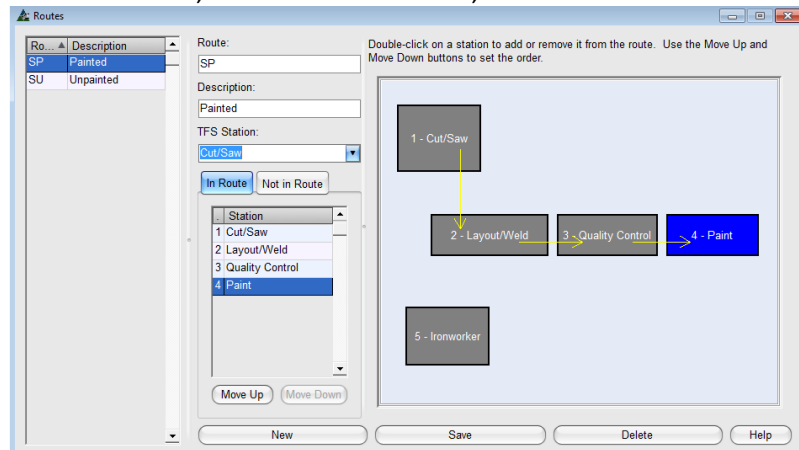 Routes
Ro... Description
SP Painted
SU Unpainted
Route:
SP
Description:
Painted
TFS Station:
Cut/Saw
In Route Not in Route
. Station
1 Cut/Saw
2 Layout/Weld
3 Quality Control
4 Paint
Move Up Move Down
Double-click on a station to add or remove it from the route. Use the Move Up and
Move Down buttons to set the order.
1 - Cut/Saw
2 - Layout/Weld 3 - Quality Control 4 - Paint
5 - Ironworker
New Save Delete Help